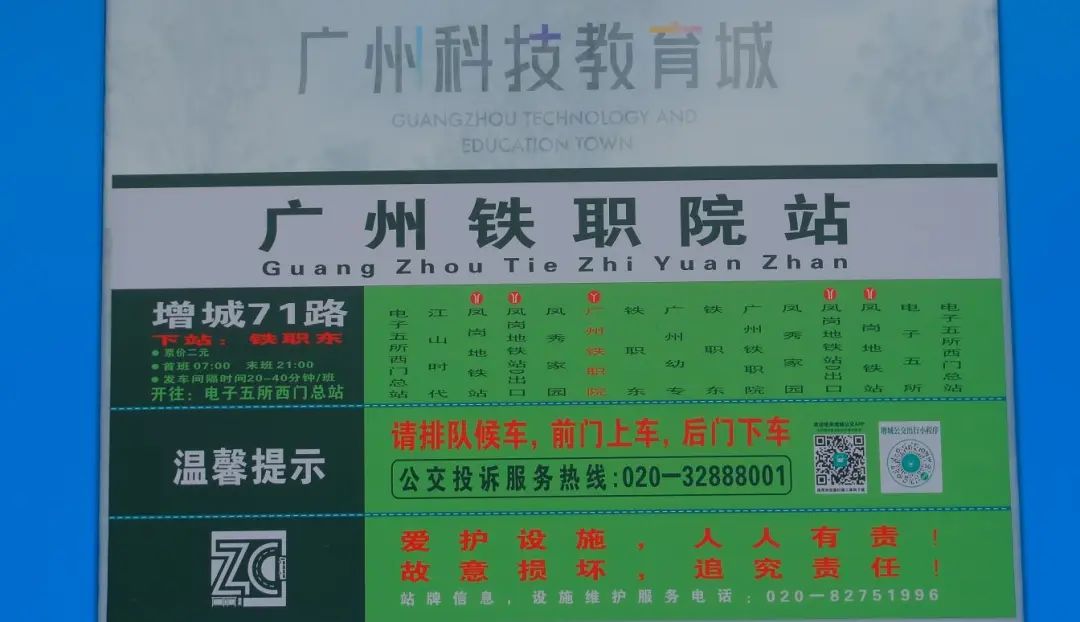 广州科技教育城
GUANGZHOU TECHNOLOGY AND
EDUCATION TOWN
广州铁职院站
Guang Zhou Tie Zhi Yuan Zhan
增城71路
下站：铁职东
●票价二元
●首班07:00 末班21:00
●发车间隔时间20-40分钟/班
开往：电子五所西门总站
电子五所西门总站
江山时代
凤岗地铁站
凤岗地铁站D出口
凤秀家园
广州铁职院
铁职东
广州幼专
铁职东
广州铁职院
凤秀家园
凤岗地铁站D出口
凤岗地铁站
电子五所
电子五所西门总站
温馨提示
请排队候车，前门上车，后门下车
公交投诉服务热线:020-32888001
增城公交出行小程序
ZC
爱护设施，人人有责！
故意损坏，追究责任！
站牌信息，设施维护服务电话：020-82751996